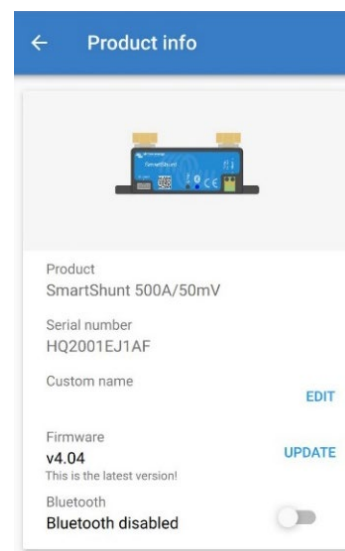 Product info
SmartShunt
Product
SmartShunt 500A/50mV
Serial number
HQ2001EJ1AF
Custom name
EDIT
Firmware
v4.04
UPDATE
This is the latest version!
Bluetooth
Bluetooth disabled